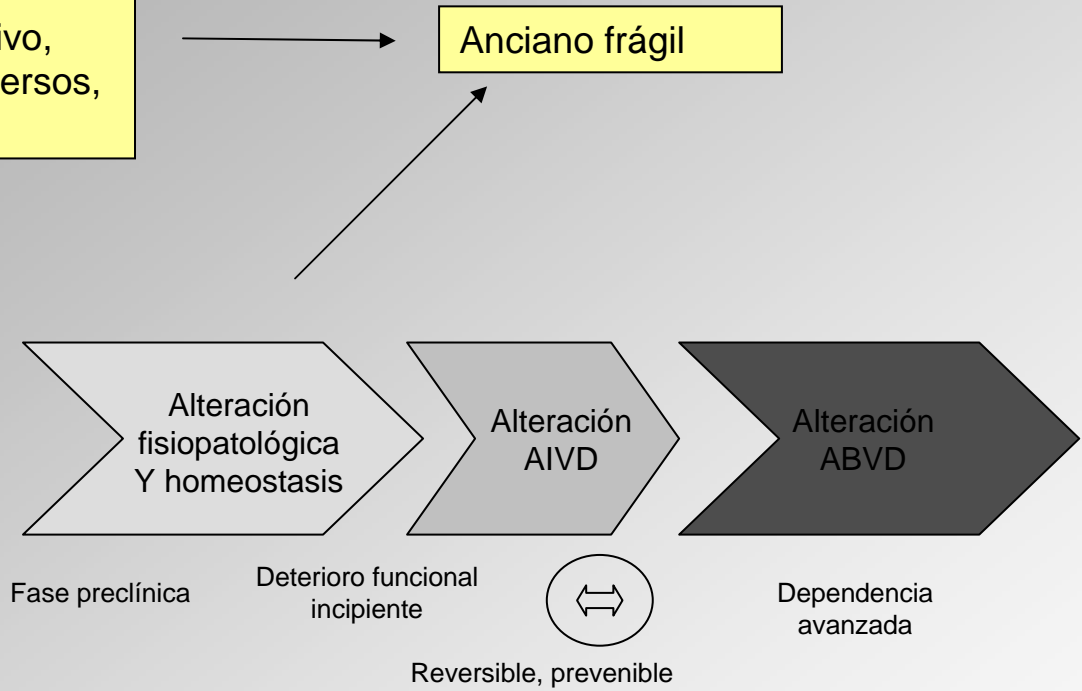 ivo,
ersos,
Anciano frágil
Alteración
fisiopatológica
Y homeostasis
Alteración
AIVD
Alteración
ABVD
Fase preclínica
Deterioro funcional
incipiente
Dependencia
avanzada
Reversible, prevenible